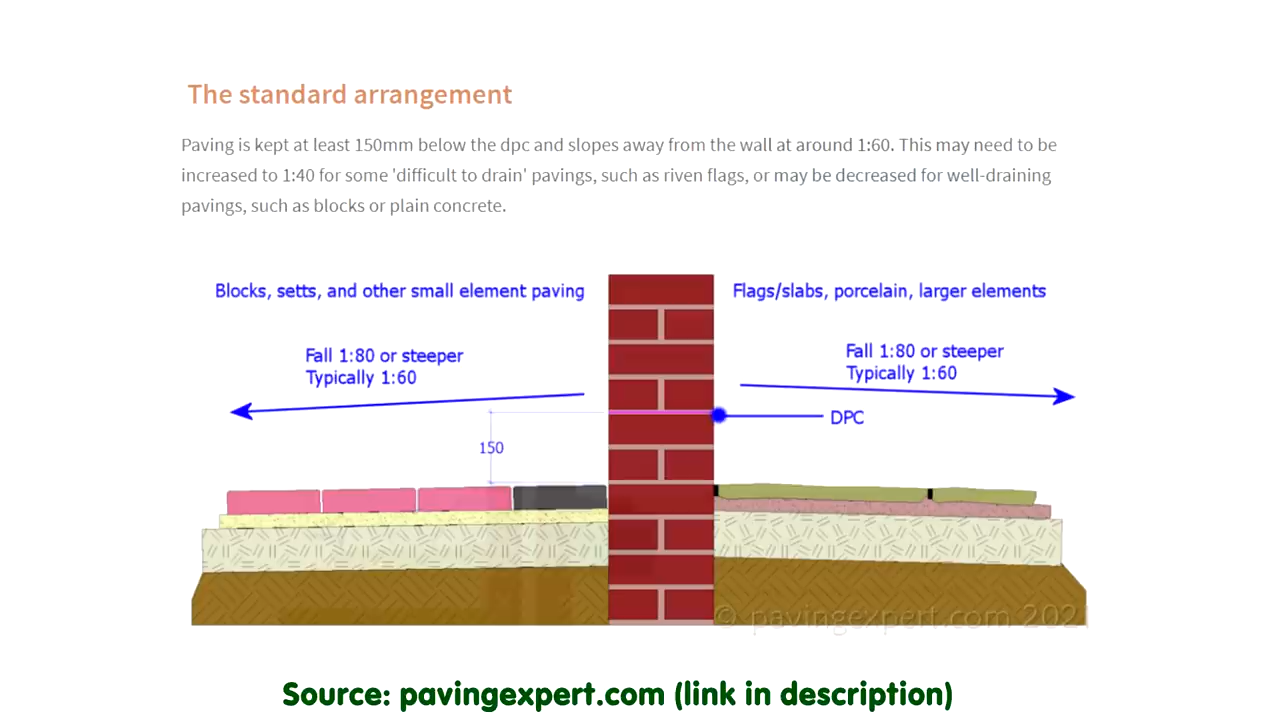 The standard arrangement
Paving is kept at least 150mm below the dpc and slopes away from the wall at around 1:60. This may need to be
increased to 1:40 for some 'difficult to drain' pavings, such as riven flags, or may be decreased for well-draining
pavings, such as blocks or plain concrete.
Blocks, setts, and other small element paving
Flags/slabs, porcelain, larger elements
Fall 1:80 or steeper
Typically 1:60
Fall 1:80 or steeper
Typically 1:60
DPC
150
© pavingexpert.com 2021
Source: pavingexpert.com (link in description)